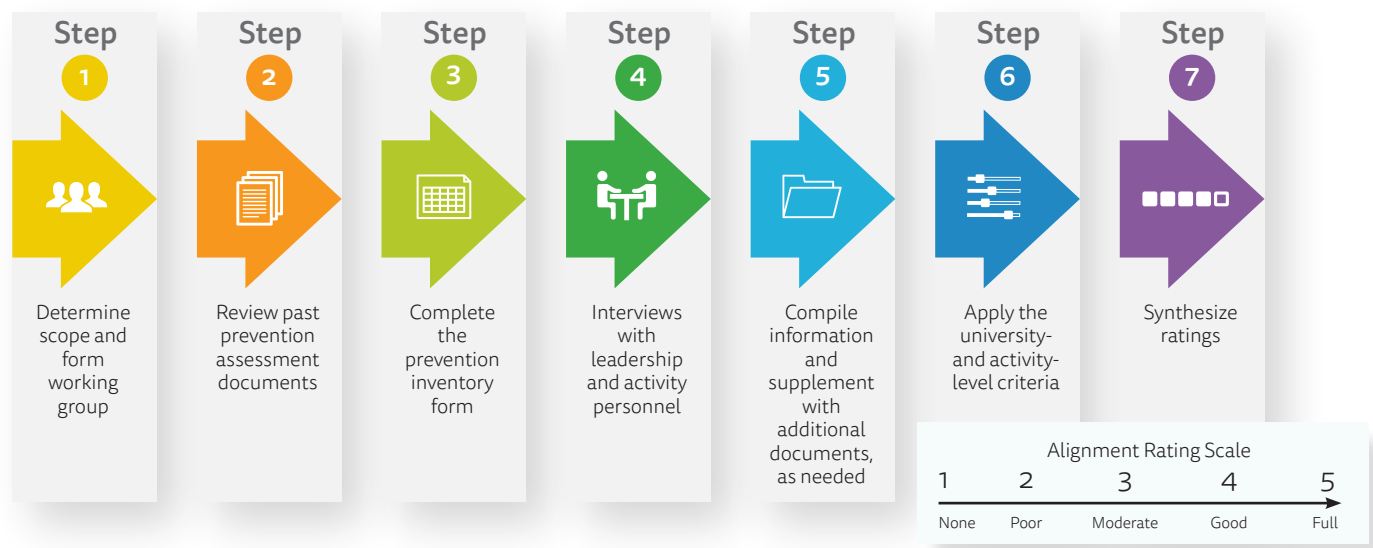 Step
1
Determine
scope and
form
working
group
Step
2
Review past
prevention
assessment
documents
Step
3
Complete
the
prevention
inventory
form
Step
4
Interviews
with
leadership
and activity
personnel
Step
5
Compile
information
and
supplement
with
additional
documents,
as needed
Step
6
Apply the
university-
and activity-
level criteria
Step
7
Synthesize
ratings
Alignment Rating Scale
1 2 3 4 5
None Poor Moderate Good Full